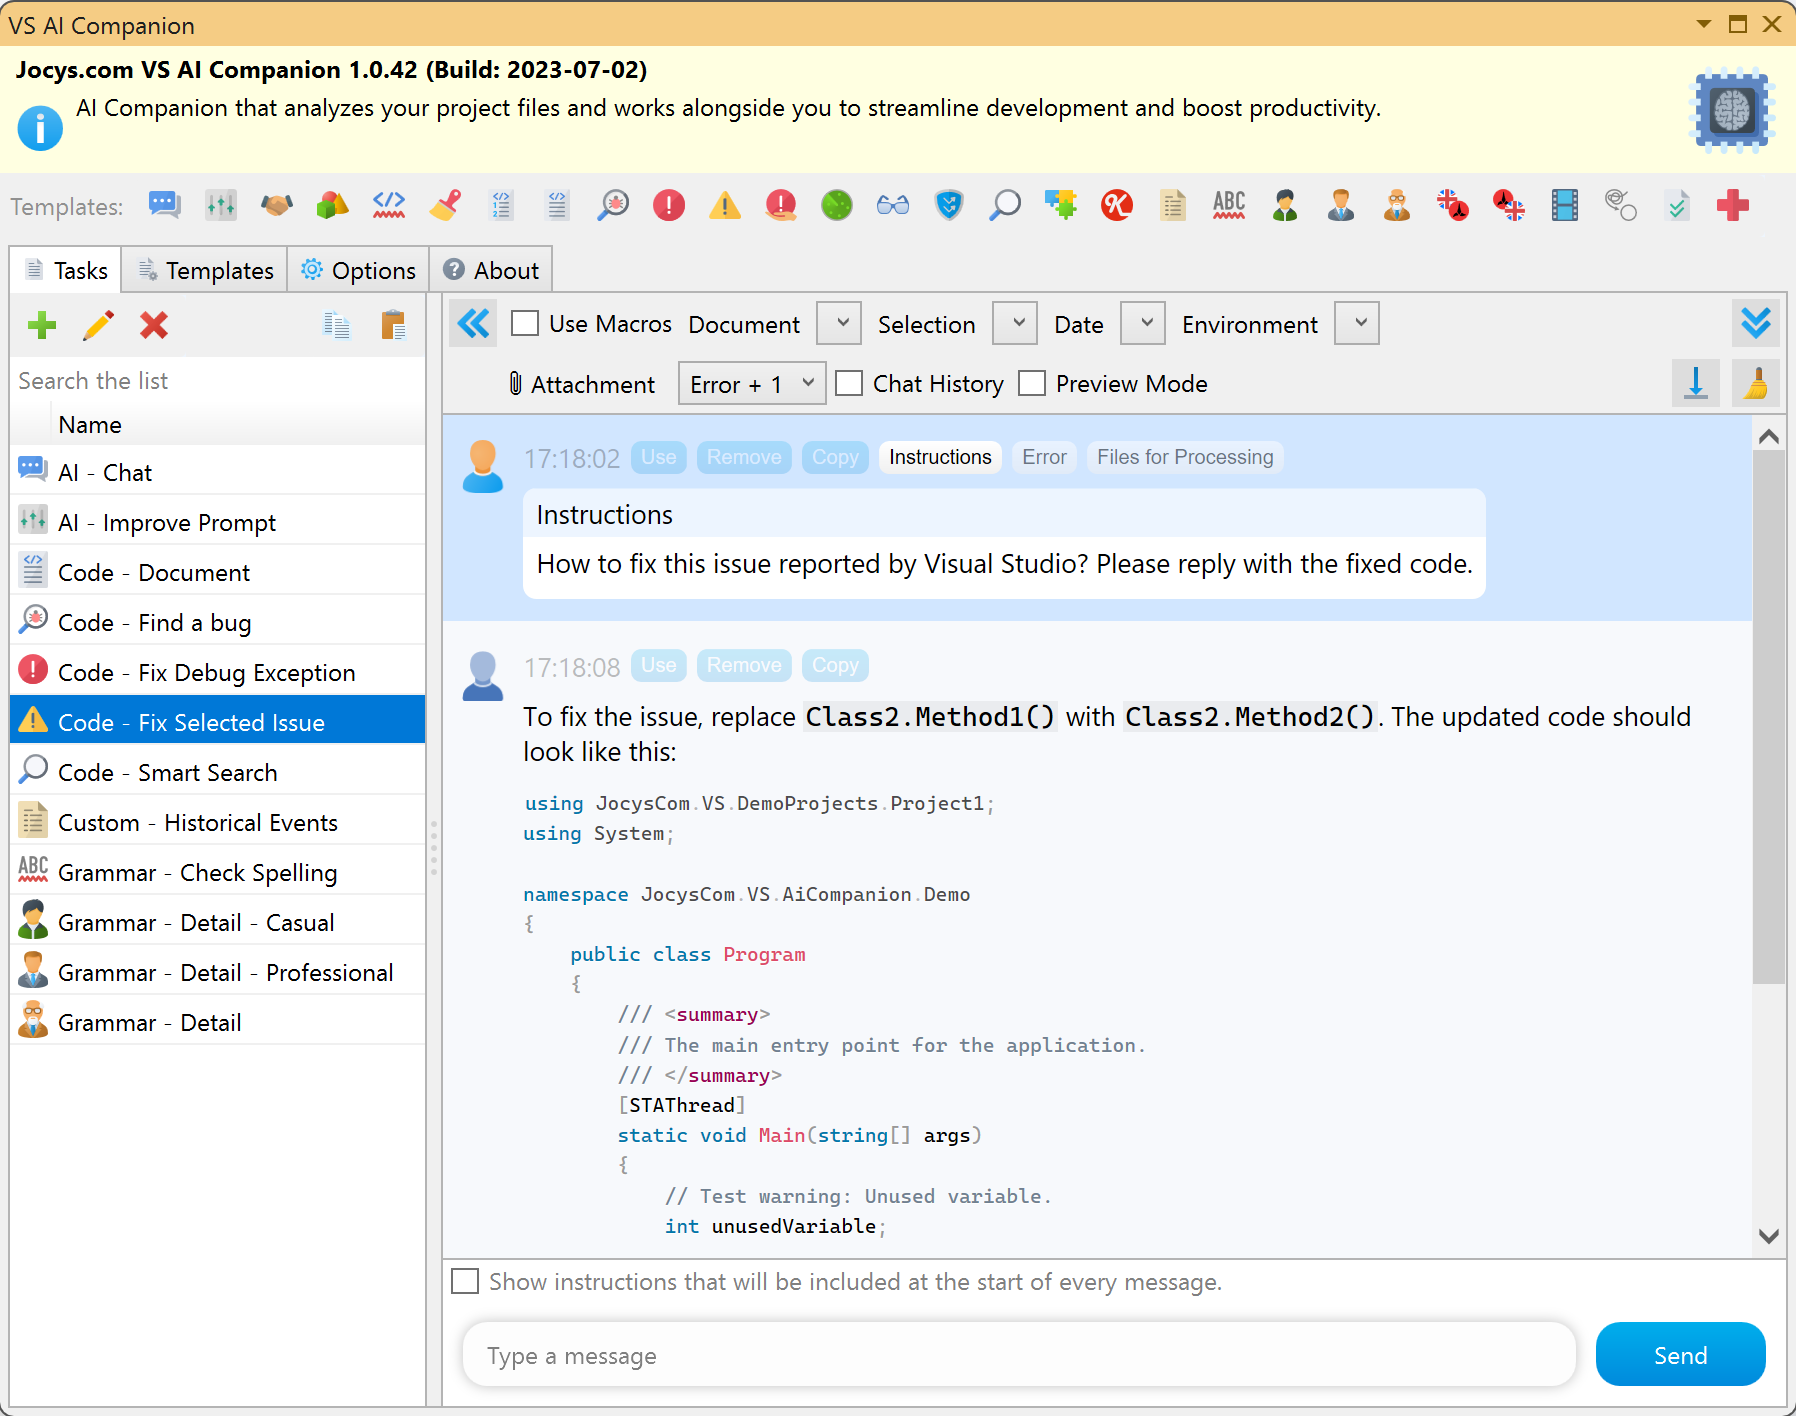 VS AI Companion
Jocys.com VS AI Companion 1.0.42 (Build: 2023-07-02)
AI Companion that analyzes your project files and works alongside you to streamline development and boost productivity.
Templates:
ABC
Tasks
Templates
Options
About
Use Macros
Document
Selection
Date
Environment
Attachment
Error + 1
Chat History
Preview Mode
Search the list
Name
AI - Chat
AI - Improve Prompt
Code - Document
Code - Find a bug
Code - Fix Debug Exception
Code - Fix Selected Issue
Code - Smart Search
Custom - Historical Events
ABC
Grammar - Check Spelling
Grammar - Detail - Casual
Grammar - Detail - Professional
Grammar - Detail
17:18:02 Use Remove Copy Instructions Error Files for Processing
Instructions
How to fix this issue reported by Visual Studio? Please reply with the fixed code.
17:18:08 Use Remove Copy
To fix the issue, replace Class2.Method1() with Class2.Method2(). The updated code should
look like this:
using JocysCom.VS.DemoProjects.Project1;
using System;
namespace JocysCom.VS.AiCompanion.Demo
{
public class Program
{
/// <summary>
/// The main entry point for the application.
/// </summary>
[STAThread]
static void Main(string[] args)
{
// Test warning: Unused variable.
int unusedVariable;
Show instructions that will be included at the start of every message.
Type a message
Send